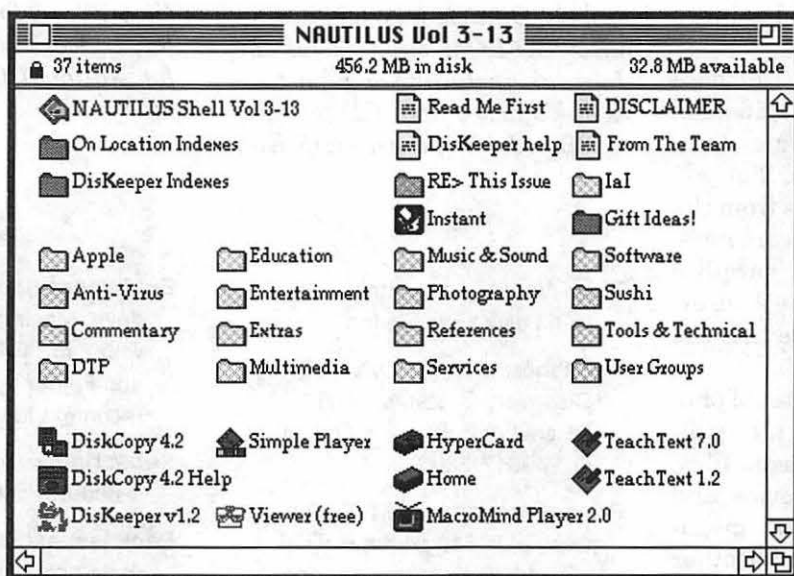 NAUTILUS Vol 3-13
37 items 456.2 MB in disk 32.8 MB available
NAUTILUS Shell Vol 3-13 Read Me First DISCLAIMER
On Location Indexes DisKeeper help From The Team
DisKeeper Indexes RE> This Issue IaI
Instant Gift Ideas!
Apple Education Music & Sound Software
Anti-Virus Entertainment Photography Sushi
Commentary Extras References Tools & Technical
DTP Multimedia Services User Groups
DiskCopy 4.2 Simple Player HyperCard TeachText 7.0
DiskCopy 4.2 Help Home TeachText 1.2
DisKeeper v1.2 Viewer (free) MacroMind Player 2.0